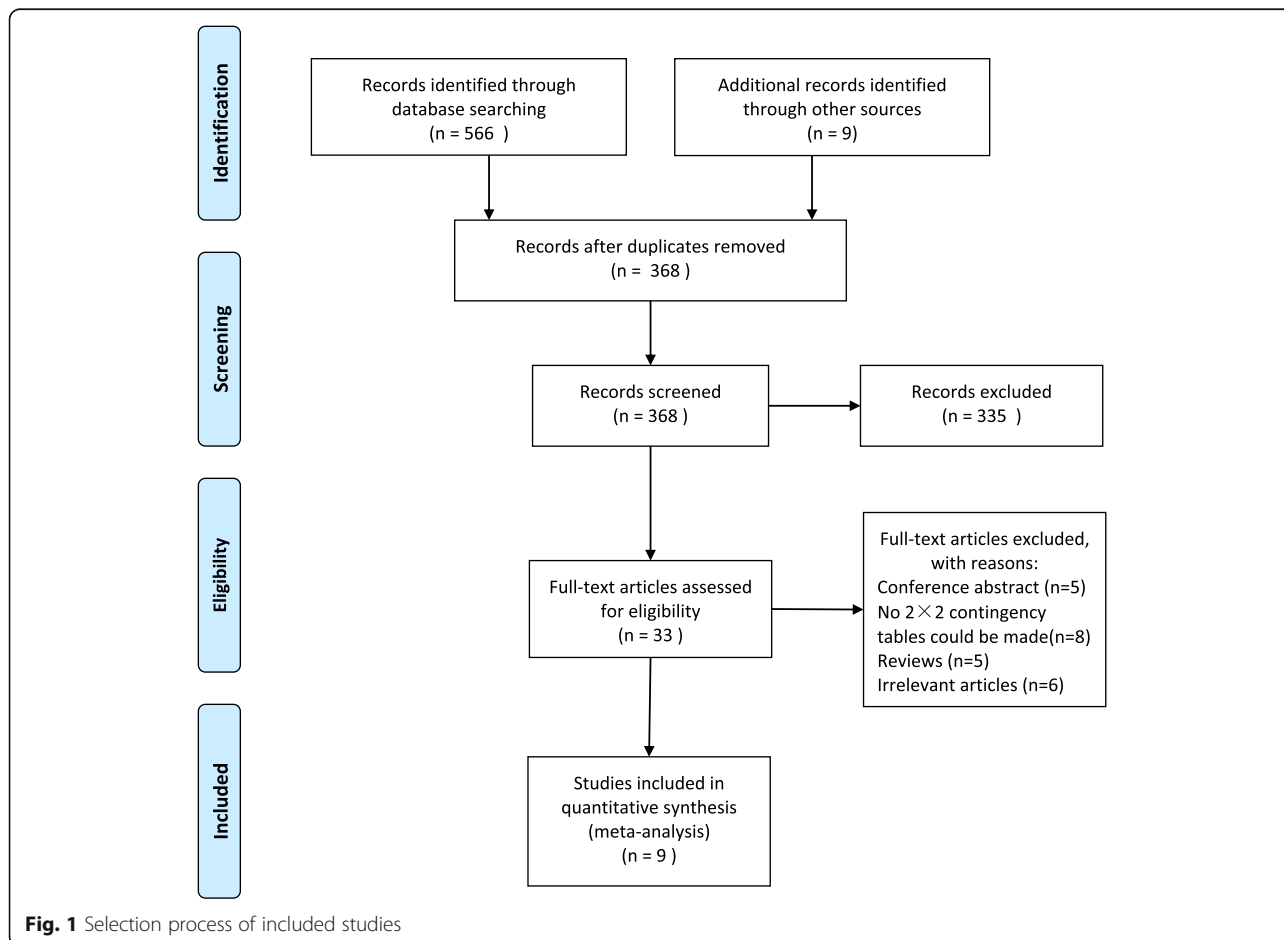 Identification
Records identified through
database searching
(n = 566 )
Additional records identified
through other sources
(n = 9)
Records after duplicates removed
(n = 368 )
Screening
Records screened
(n = 368 )
Records excluded
(n = 335 )
Eligibility
Full-text articles assessed
for eligibility
(n = 33 )
Full-text articles excluded,
with reasons:
Conference abstract (n=5)
No 2×2 contingency
tables could be made(n=8)
Reviews (n=5)
Irrelevant articles (n=6)
Included
Studies included in
quantitative synthesis
(meta-analysis)
(n = 9 )
Fig. 1 Selection process of included studies